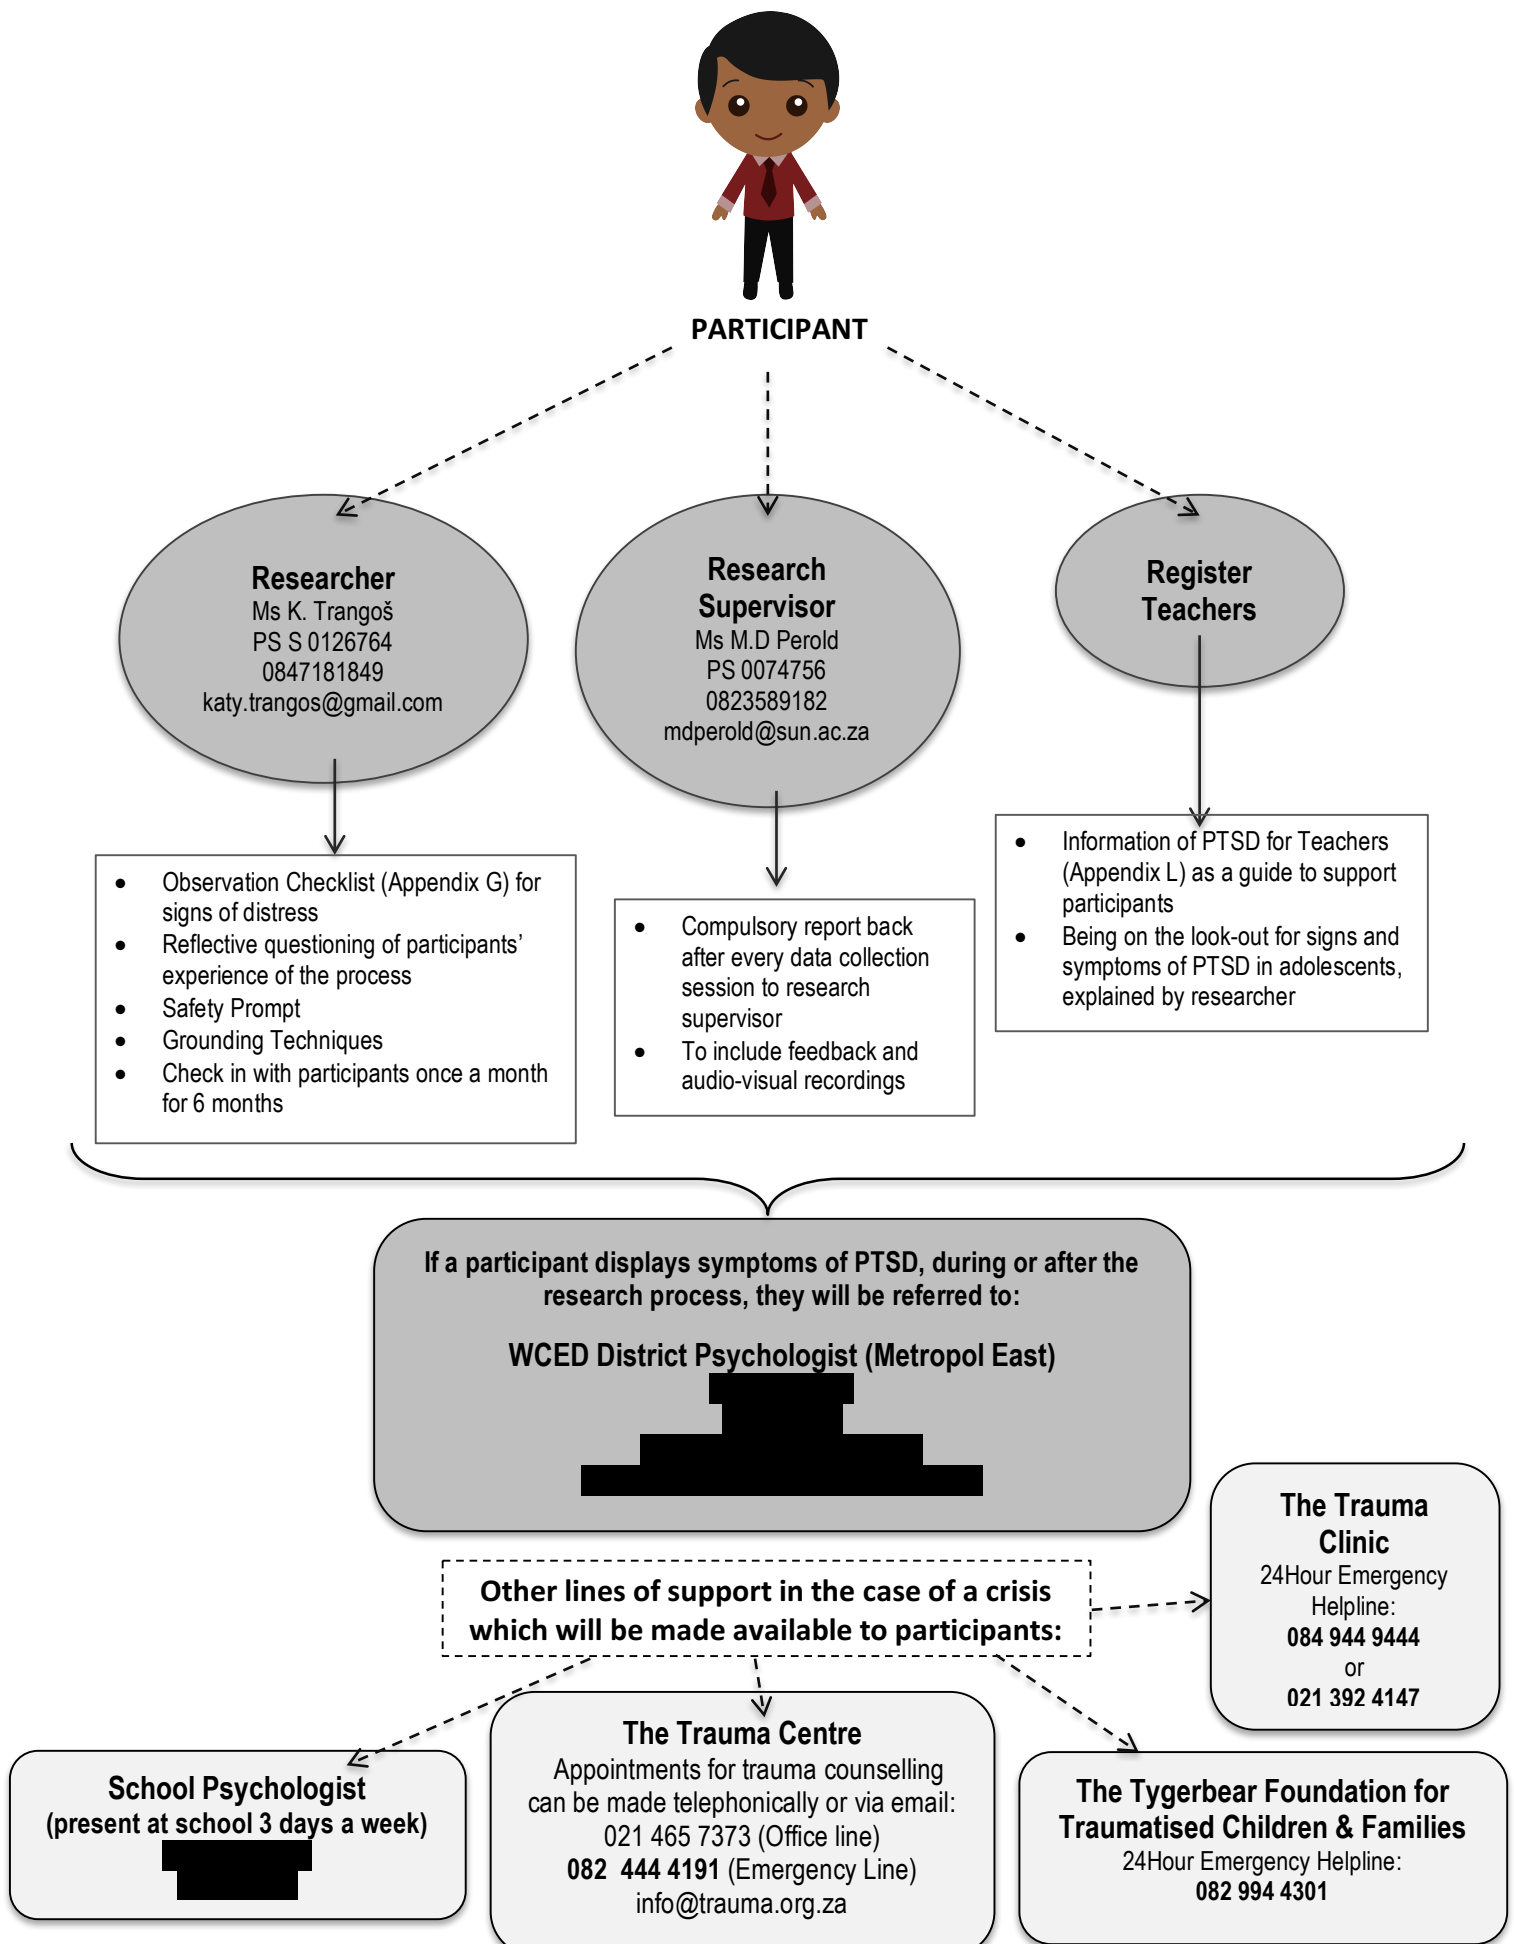 PARTICIPANT
Researcher
Ms K. Trangoš
PS S 0126764
0847181849
katy.trangos@gmail.com
Research
Supervisor
Ms M.D Perold
PS 0074756
0823589182
mdperold@sun.ac.za
Register
Teachers
• Observation Checklist (Appendix G) for
signs of distress
• Reflective questioning of participants’
experience of the process
• Safety Prompt
• Grounding Techniques
• Check in with participants once a month
for 6 months
• Compulsory report back
after every data collection
session to research
supervisor
• To include feedback and
audio-visual recordings
• Information of PTSD for Teachers
(Appendix L) as a guide to support
participants
• Being on the look-out for signs and
symptoms of PTSD in adolescents,
explained by researcher
If a participant displays symptoms of PTSD, during or after the
research process, they will be referred to:
WCED District Psychologist (Metropol East)
Other lines of support in the case of a crisis
which will be made available to participants:
The Trauma
Clinic
24Hour Emergency
Helpline:
084 944 9444
or
021 392 4147
School Psychologist
(present at school 3 days a week)
The Trauma Centre
Appointments for trauma counselling
can be made telephonically or via email:
021 465 7373 (Office line)
082 444 4191 (Emergency Line)
info@trauma.org.za
The Tygerbear Foundation for
Traumatised Children & Families
24Hour Emergency Helpline:
082 994 4301